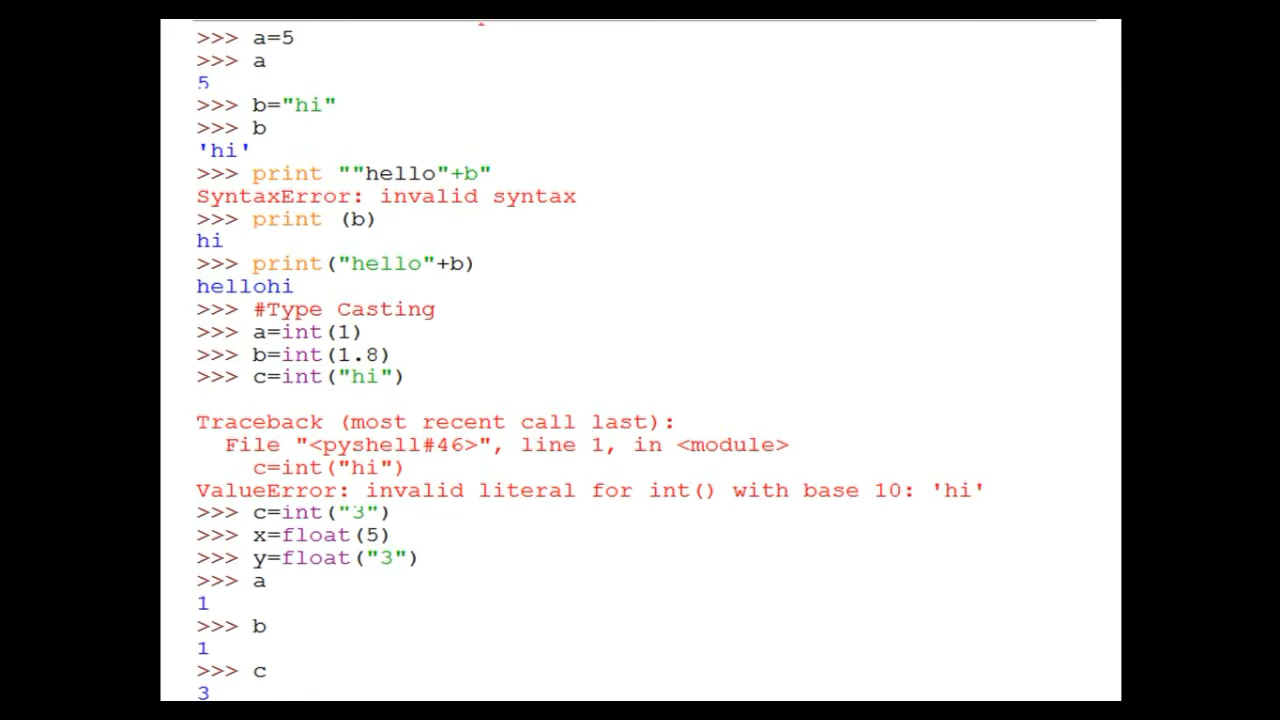 >>> a=5
>>> a
5
>>> b="hi"
>>> b
'hi'
>>> print ""hello"+b"
SyntaxError: invalid syntax
>>> print (b)
hi
>>> print("hello"+b)
hellohi
>>> #Type Casting
>>> a=int(1)
>>> b=int(1.8)
>>> c=int("hi")
Traceback (most recent call last):
  File "<pyshell#46>", line 1, in <module>
    c=int("hi")
ValueError: invalid literal for int() with base 10: 'hi'
>>> c=int("3")
>>> x=float(5)
>>> y=float("3")
>>> a
1
>>> b
1
>>> c
3